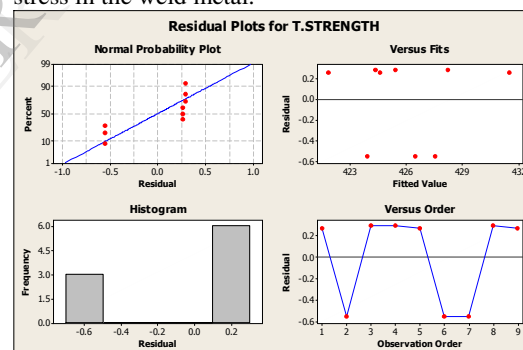 stress in the weld metal.
Residual Plots for T.STRENGTH
Normal Probability Plot
Versus Fits
99
90
50
10
1
Percent
-1.0 -0.5 0.0 0.5 1.0
Residual
0.2
0.0
-0.2
-0.4
-0.6
Residual
423 426 429 432
Fitted Value
Histogram
Versus Order
6.0
4.5
3.0
1.5
0.0
Frequency
-0.6 -0.4 -0.2 0.0 0.2
Residual
0.2
0.0
-0.2
-0.4
-0.6
Residual
1 2 3 4 5 6 7 8 9
Observation Order